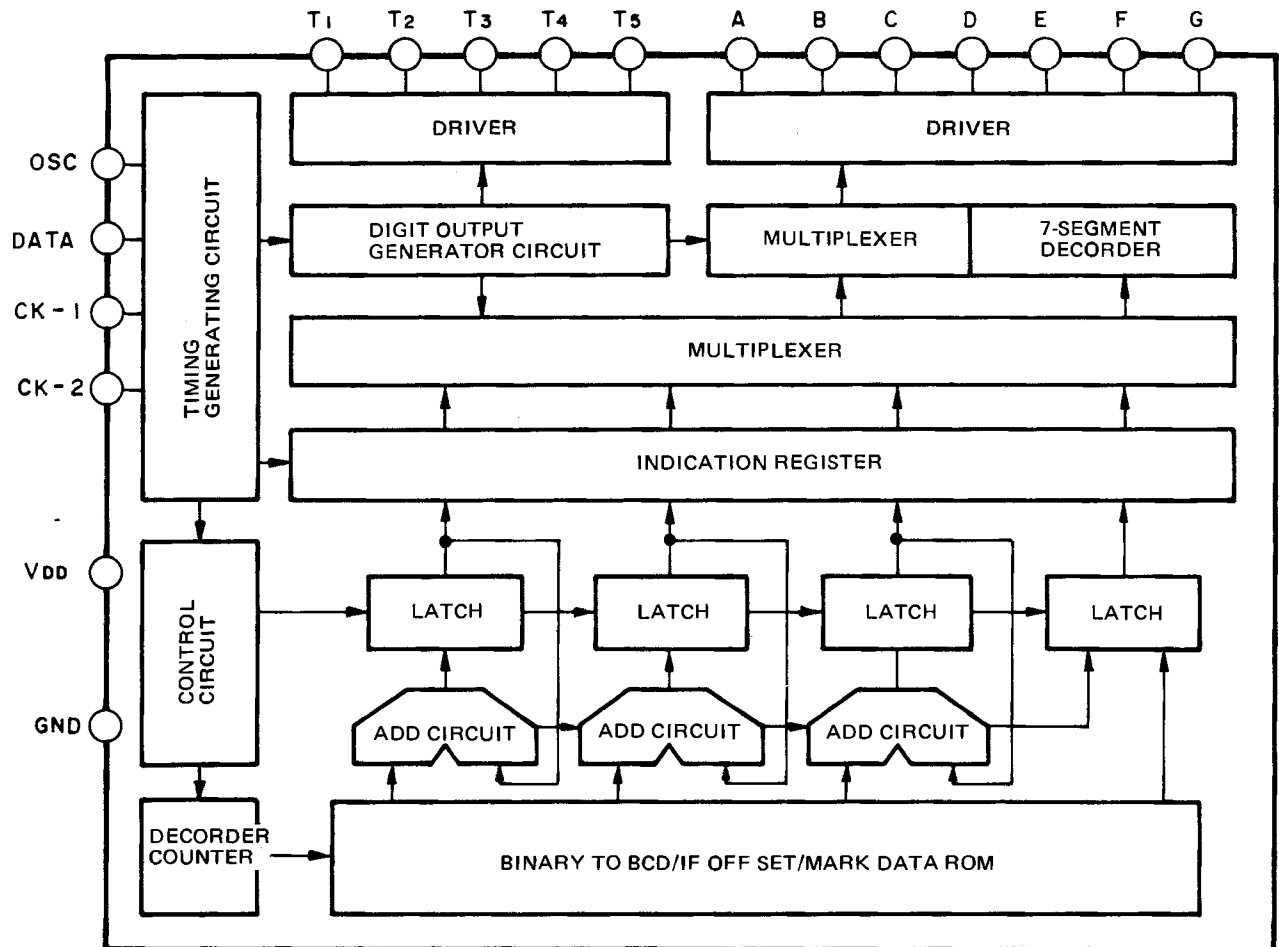 T1 T2 T3 T4 T5 A B C D E F G
DRIVER
DRIVER
OSC
DATA
CK-1
CK-2
TIMING
GENERATING CIRCUIT
DIGIT OUTPUT
GENERATOR CIRCUIT
MULTIPLEXER
7-SEGMENT
DECORDER
MULTIPLEXER
INDICATION REGISTER
VDD
GND
CONTROL
CIRCUIT
LATCH
LATCH
LATCH
LATCH
ADD CIRCUIT
ADD CIRCUIT
ADD CIRCUIT
DECORDER
COUNTER
BINARY TO BCD/IF OFF SET/MARK DATA ROM